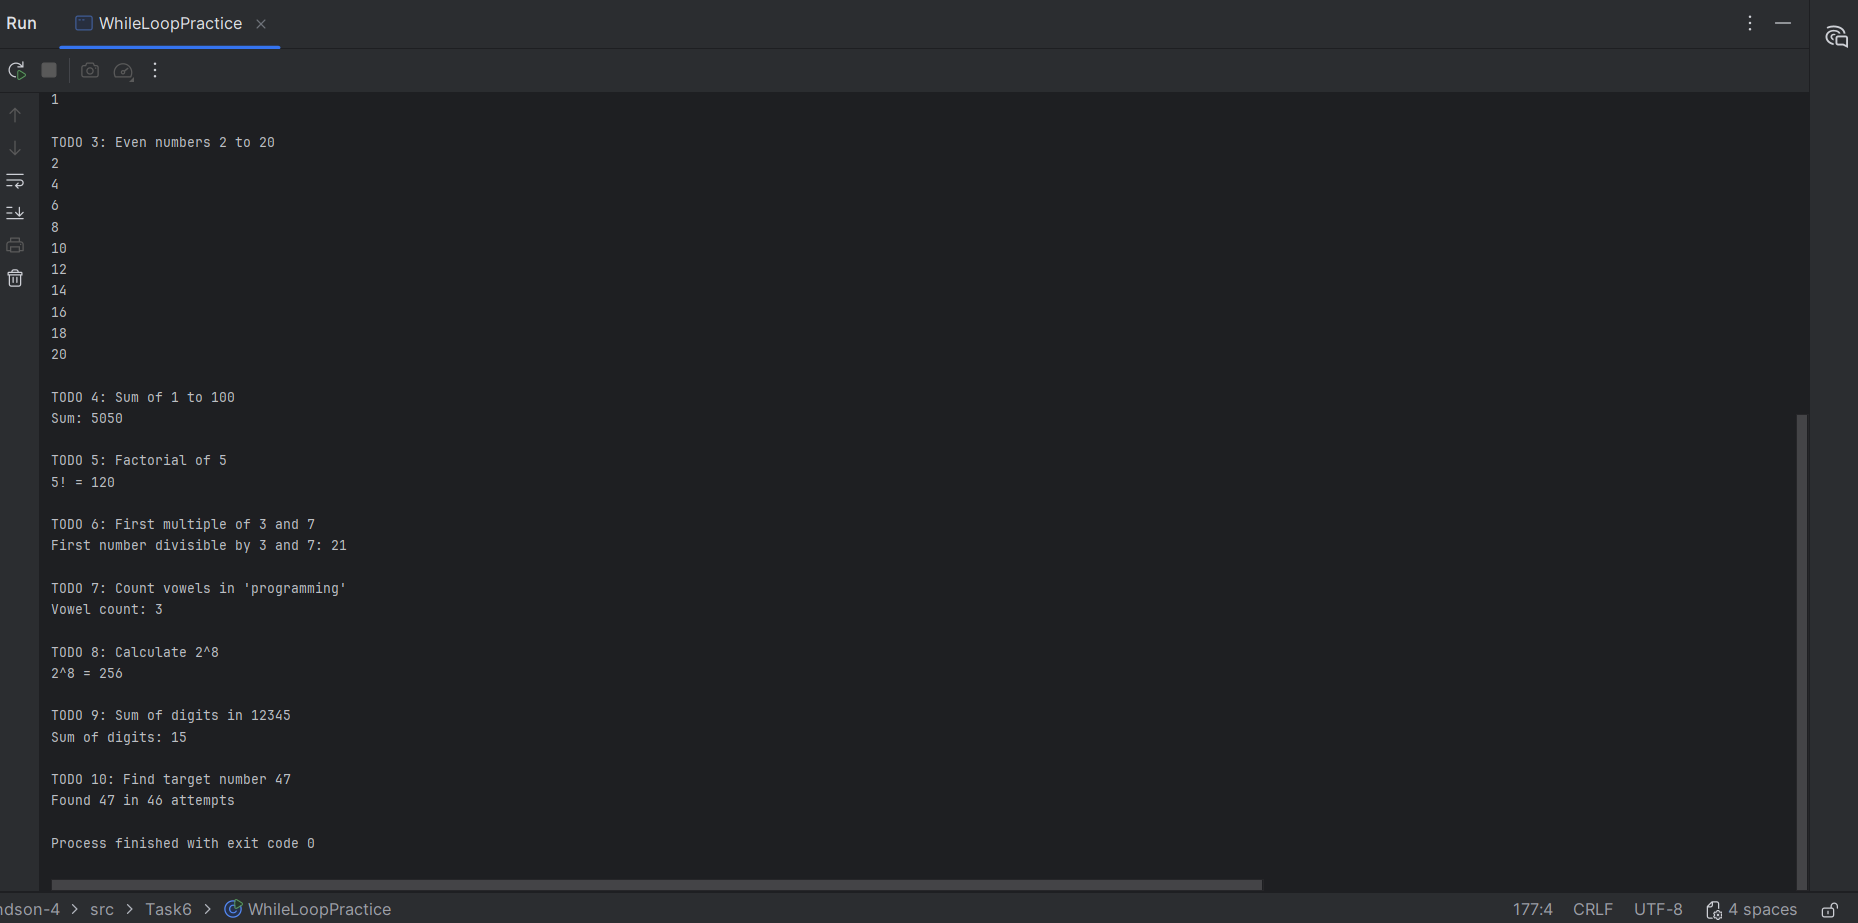 Run WhileLoopPractice
1
TODO 3: Even numbers 2 to 20
2
4
6
8
10
12
14
16
18
20
TODO 4: Sum of 1 to 100
Sum: 5050
TODO 5: Factorial of 5
5! = 120
TODO 6: First multiple of 3 and 7
First number divisible by 3 and 7: 21
TODO 7: Count vowels in 'programming'
Vowel count: 3
TODO 8: Calculate 2^8
2^8 = 256
TODO 9: Sum of digits in 12345
Sum of digits: 15
TODO 10: Find target number 47
Found 47 in 46 attempts
Process finished with exit code 0
ndson-4 > src > Task6 > WhileLoopPractice 177:4 CRLF UTF-8 4 spaces